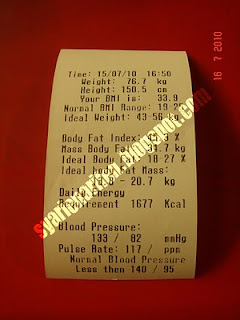 Time: 15/07/10 16:50
Weight: 76.7 kg
Height: 150.5 cm
Your BMI is: 33.9
Normal BMI Range: 19-2
Ideal Weight: 43-56 kg
Body Fat Index:
Mass Body Fat: kg
Ideal Body Fat: 18-27 %
Ideal body Fat Mass:
- 20.7 kg
Daily Energy
Requirement 1677 Kcal
Blood Pressure:
133 / 82 mmHg
Pulse Rate: 117 / ppm
Normal Blood Pressure
Less then 140 / 95
16 7 2010